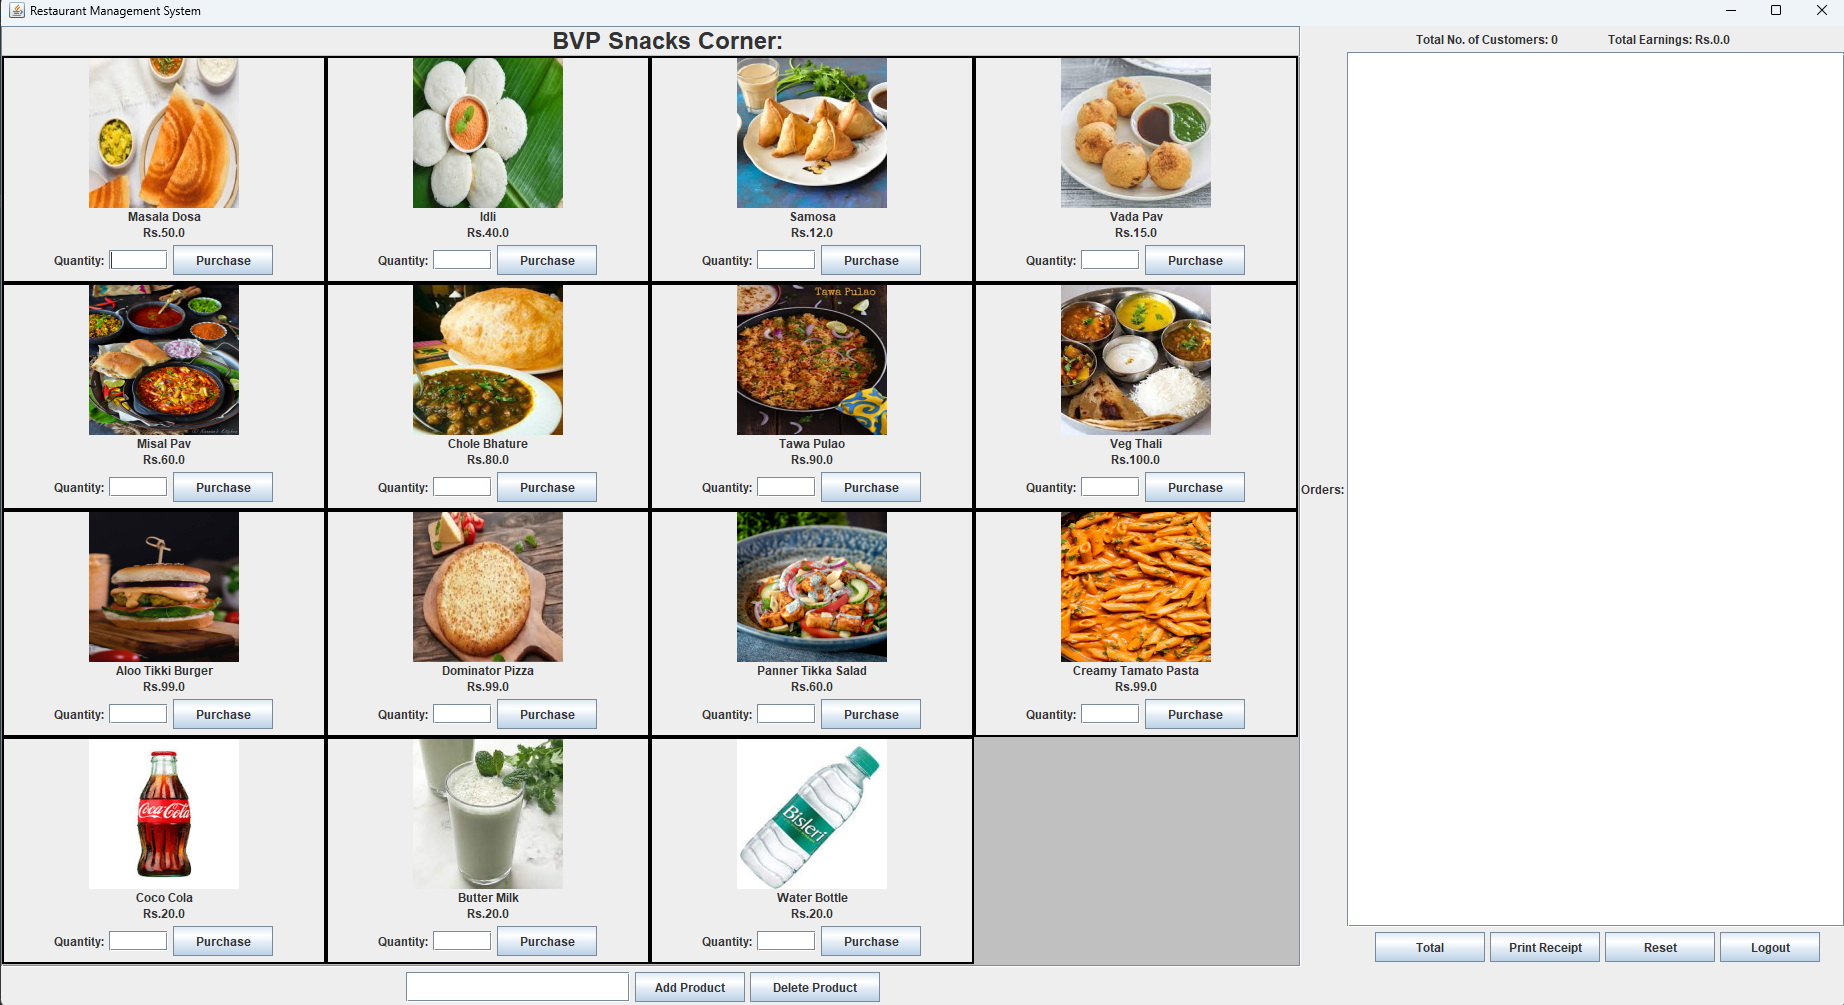 Restaurant Management System
BVP Snacks Corner:
Total No. of Customers: 0 Total Earnings: Rs.0.0
Masala Dosa
Rs.50.0
Quantity: Purchase
Idli
Rs.40.0
Quantity: Purchase
Samosa
Rs.12.0
Quantity: Purchase
Vada Pav
Rs.15.0
Quantity: Purchase
Misal Pav
Rs.60.0
Quantity: Purchase
Chole Bhature
Rs.80.0
Quantity: Purchase
Tawa Pulao
Tawa Pulao
Rs.90.0
Quantity: Purchase
Veg Thali
Rs.100.0
Quantity: Purchase
Aloo Tikki Burger
Rs.99.0
Quantity: Purchase
Dominator Pizza
Rs.99.0
Quantity: Purchase
Panner Tikka Salad
Rs.60.0
Quantity: Purchase
Creamy Tamato Pasta
Rs.99.0
Quantity: Purchase
Coca-Cola
Coco Cola
Rs.20.0
Quantity: Purchase
Butter Milk
Rs.20.0
Quantity: Purchase
Bisleri
Water Bottle
Rs.20.0
Quantity: Purchase
Orders:
Total Print Receipt Reset Logout
Add Product Delete Product